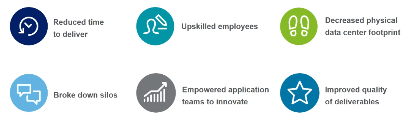 Reduced time
to deliver
Upskilled employees
Decreased physical
data center footprint
Broke down silos
Empowered application
teams to innovate
Improved quality
of deliverables